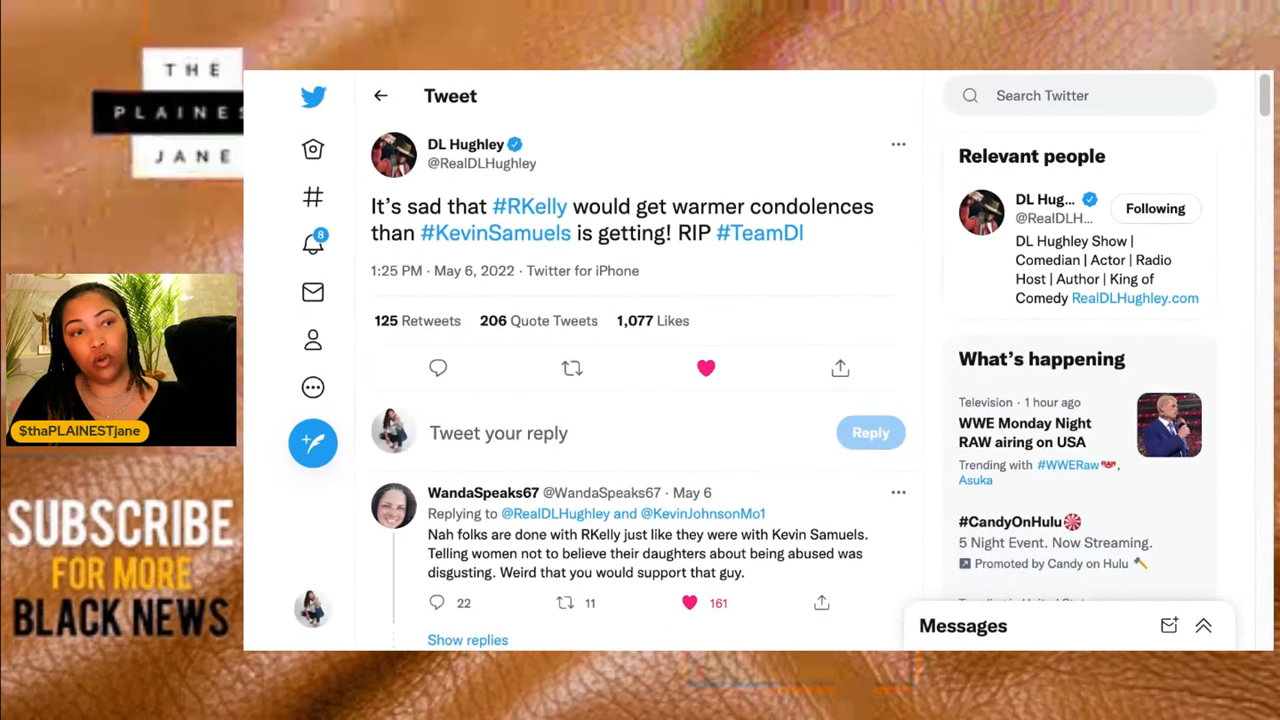 THE
PLAINES
JANE
$thaPLAINESTjane
SUBSCRIBE
FOR MORE
BLACK NEWS
8
Tweet
DL Hughley
@RealDLHughley
It's sad that #RKelly would get warmer condolences
than #KevinSamuels is getting! RIP #TeamDl
1:25 PM · May 6, 2022 · Twitter for iPhone
125 Retweets 206 Quote Tweets 1,077 Likes
Tweet your reply
Reply
WandaSpeaks67 @WandaSpeaks67 · May 6
Replying to @RealDLHughley and @KevinJohnsonMo1
Nah folks are done with RKelly just like they were with Kevin Samuels.
Telling women not to believe their daughters about being abused was
disgusting. Weird that you would support that guy.
22 11 161
Show replies
Search Twitter
Relevant people
DL Hug...
@RealDLH...
Following
DL Hughley Show |
Comedian | Actor | Radio
Host | Author | King of
Comedy RealDLHughley.com
What's happening
Television · 1 hour ago
WWE Monday Night
RAW airing on USA
Trending with #WWERaw,
Asuka
#CandyOnHulu
5 Night Event. Now Streaming.
Promoted by Candy on Hulu
Messages